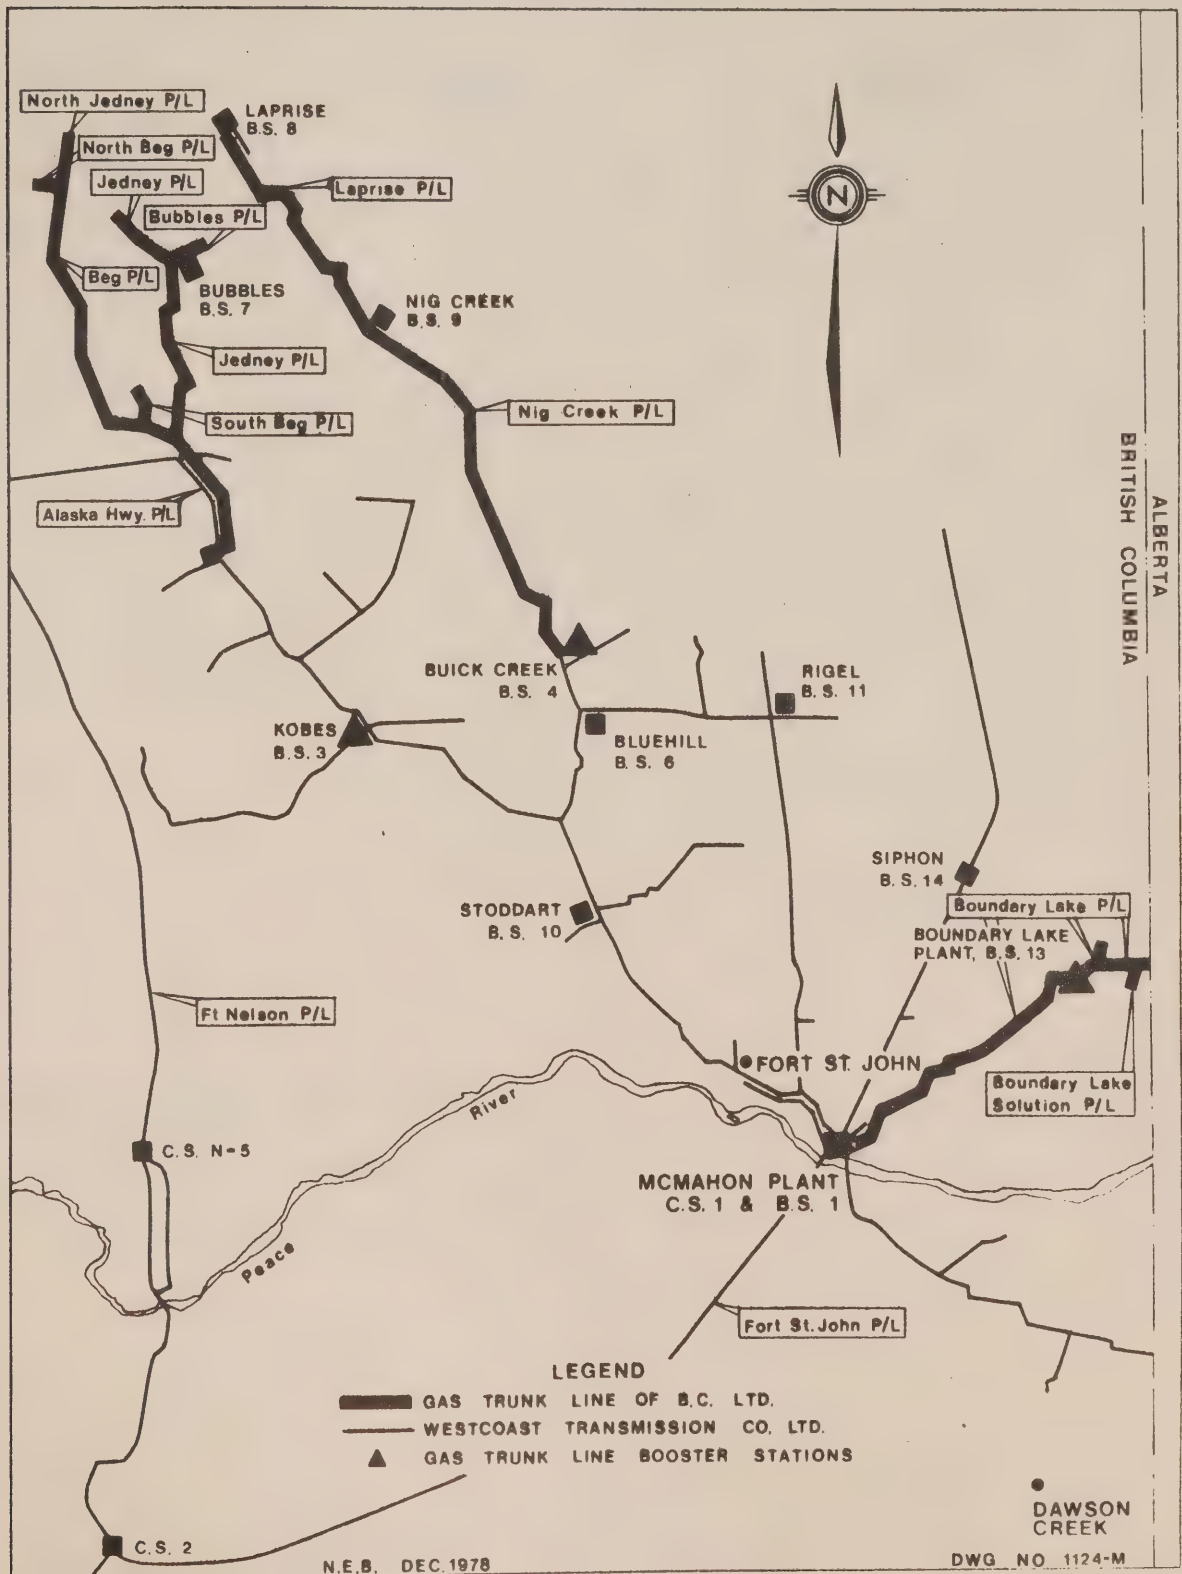 North Jedney P/L
LAPRISE
B.S. 8
North Beg P/L
Jedney P/L
Laprise P/L
Bubbles P/L
N
Beg P/L
BUBBLES
B.S. 7
NIG CREEK
B.S. 9
Jedney P/L
Nig Creek P/L
South Beg P/L
Alaska Hwy. P/L
BRITISH COLUMBIA
ALBERTA
BUICK CREEK
B.S. 4
RIGEL
B.S. 11
KOBES
B.S. 3
BLUEHILL
B.S. 6
SIPHON
B.S. 14
STODDART
B.S. 10
Boundary Lake P/L
BOUNDARY LAKE
PLANT, B.S. 13
Ft Nelson P/L
FORT ST. JOHN
Boundary Lake
Solution P/L
River
C.S. N-5
MCMAHON PLANT
C.S. 1 & B.S. 1
Peace
Fort St. John P/L
LEGEND
GAS TRUNK LINE OF B.C. LTD.
WESTCOAST TRANSMISSION CO. LTD.
GAS TRUNK LINE BOOSTER STATIONS
DAWSON
CREEK
C.S. 2
N.E.B. DEC. 1978
DWG NO 1124-M